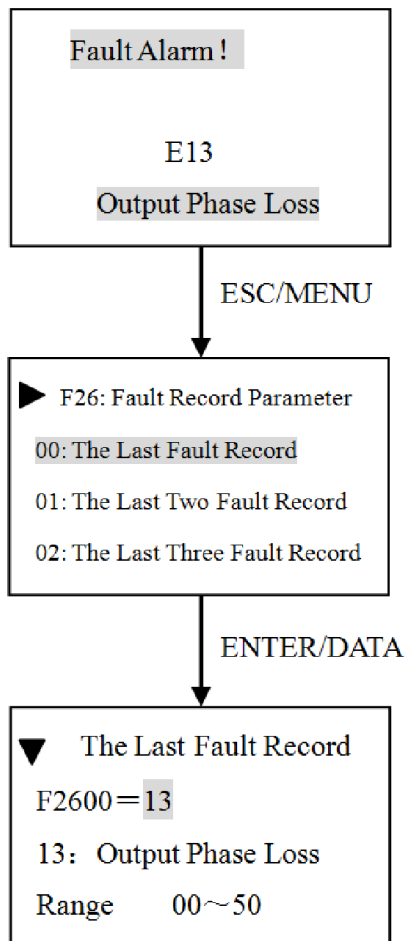 Fault Alarm！
E13
Output Phase Loss
ESC/MENU
F26: Fault Record Parameter
00: The Last Fault Record
01: The Last Two Fault Record
02: The Last Three Fault Record
ENTER/DATA
The Last Fault Record
F2600＝13
13： Output Phase Loss
Range 00～50